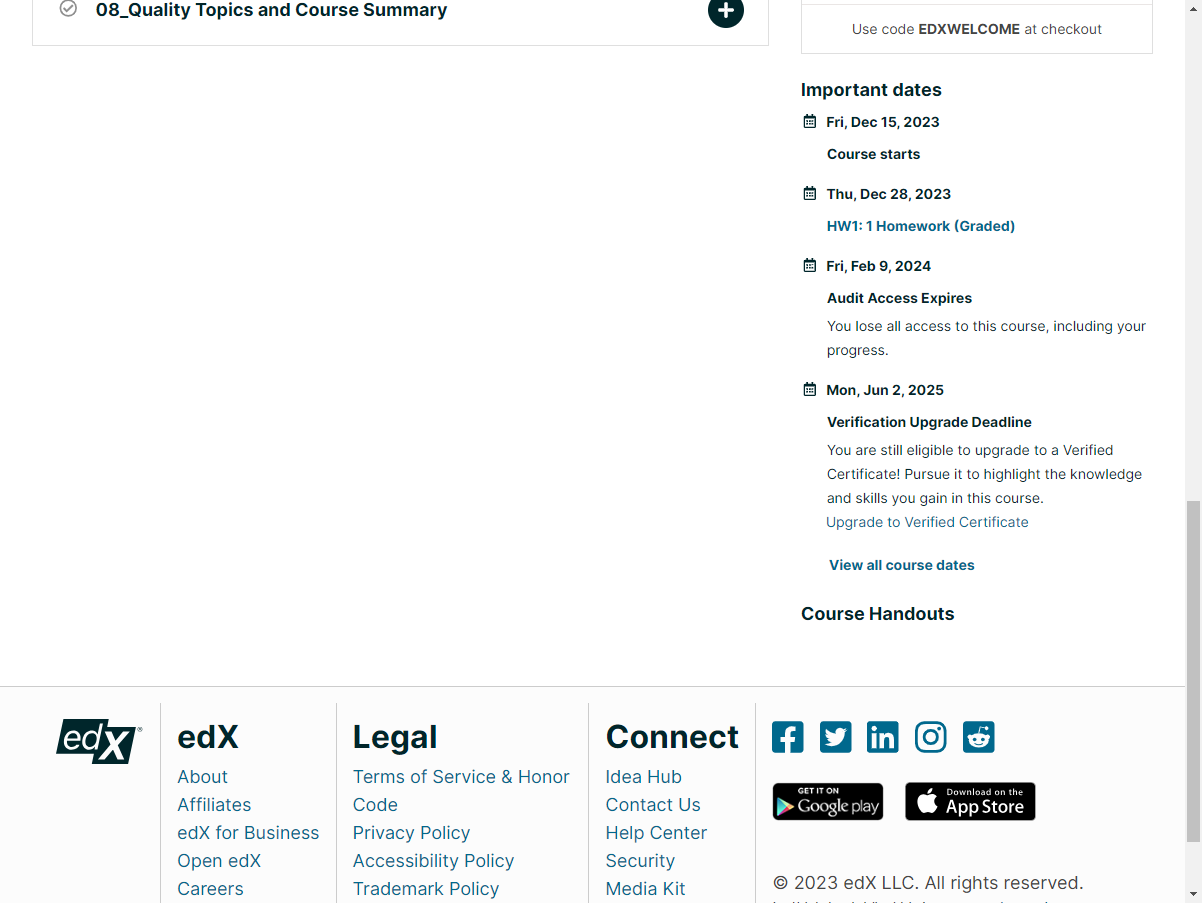 08_Quality Topics and Course Summary
Use code EDXWELCOME at checkout
Important dates
Fri, Dec 15, 2023
Course starts
Thu, Dec 28, 2023
HW1: 1 Homework (Graded)
Fri, Feb 9, 2024
Audit Access Expires
You lose all access to this course, including your
progress.
Mon, Jun 2, 2025
Verification Upgrade Deadline
You are still eligible to upgrade to a Verified
Certificate! Pursue it to highlight the knowledge
and skills you gain in this course.
Upgrade to Verified Certificate
View all course dates
Course Handouts
edX
edX
About
Affiliates
edX for Business
Open edX
Careers
Legal
Terms of Service & Honor
Code
Privacy Policy
Accessibility Policy
Trademark Policy
Connect
Idea Hub
Contact Us
Help Center
Security
Media Kit
GET IT ON
Google play
Download on the
App Store
© 2023 edX LLC. All rights reserved.